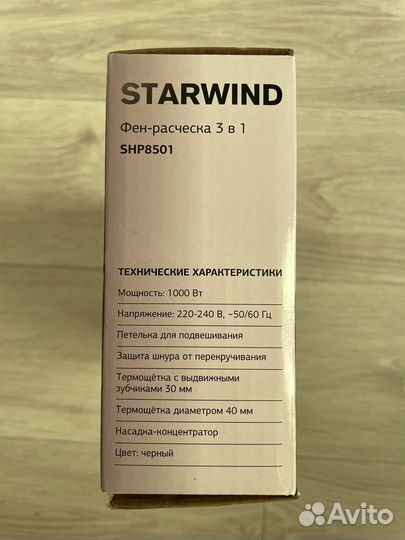 STARWIND
Фен-расческа 3 в 1
SHP8501
ТЕХНИЧЕСКИЕ ХАРАКТЕРИСТИКИ
Мощность: 1000 Вт
Напряжение: 220-240 В, ~50/60 Гц
Петелька для подвешивания
Защита шнура от перекручивания
Термощётка с выдвижными
зубчиками 30 мм
Термощётка диаметром 40 мм
Насадка-концентратор
Цвет: черный
Avito